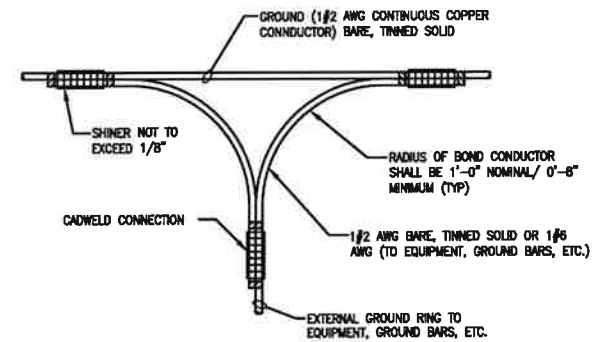 GROUND (1#2 AWG CONTINUOUS COPPER
CONNDUCTOR) BARE, TINNED SOLID
SHINER NOT TO
EXCEED 1/8"
RADIUS OF BOND CONDUCTOR
SHALL BE 1'-0" NOMINAL/ 0'-8"
MINIMUM (TYP)
CADWELD CONNECTION
1#2 AWG BARE, TINNED SOLID OR 1#6
AWG (TO EQUIPMENT, GROUND BARS, ETC.)
EXTERNAL GROUND RING TO
EQUIPMENT, GROUND BARS, ETC.